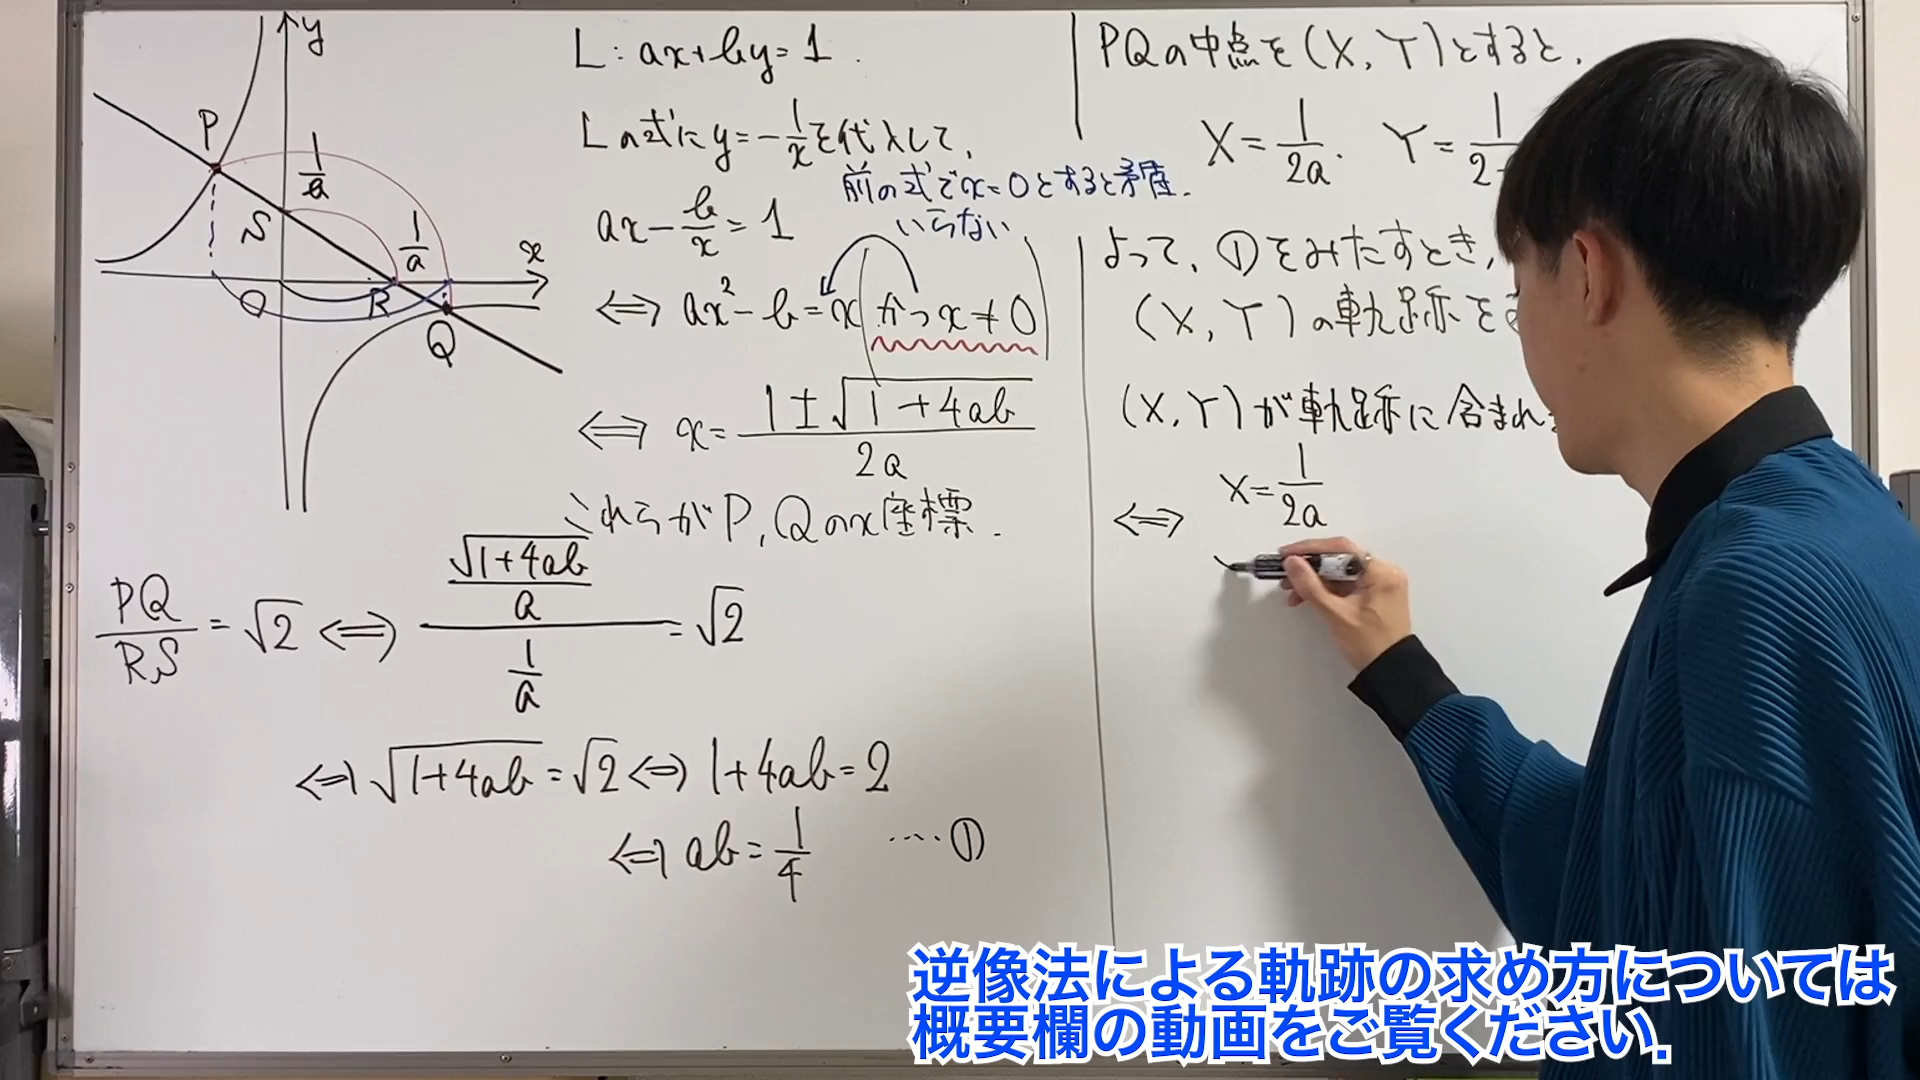 y
P
1/b
S
1/a
x
O
R
Q
L: ax+by=1.
Lの式に y=-1/x を代入して,
前の式でx=0とすると矛盾.
いらない
ax-b/x=1
⇔ ax²-b=x かつ x≠0
⇔ x=(1±√(1+4ab))/2a
これらがP,Qのx座標.
PQ/RS=√2 ⇔ (√(1+4ab)/a)/(1/a)=√2
⇔ √(1+4ab)=√2 ⇔ 1+4ab=2
⇔ ab=1/4 ……①
PQの中点を(X,Y)とすると,
X=1/2a. Y=1/2
よって,①をみたすとき,
(X,Y)の軌跡を
(X,Y)が軌跡に含まれ
⇔ X=1/2a
逆像法による軌跡の求め方については
概要欄の動画をご覧ください.